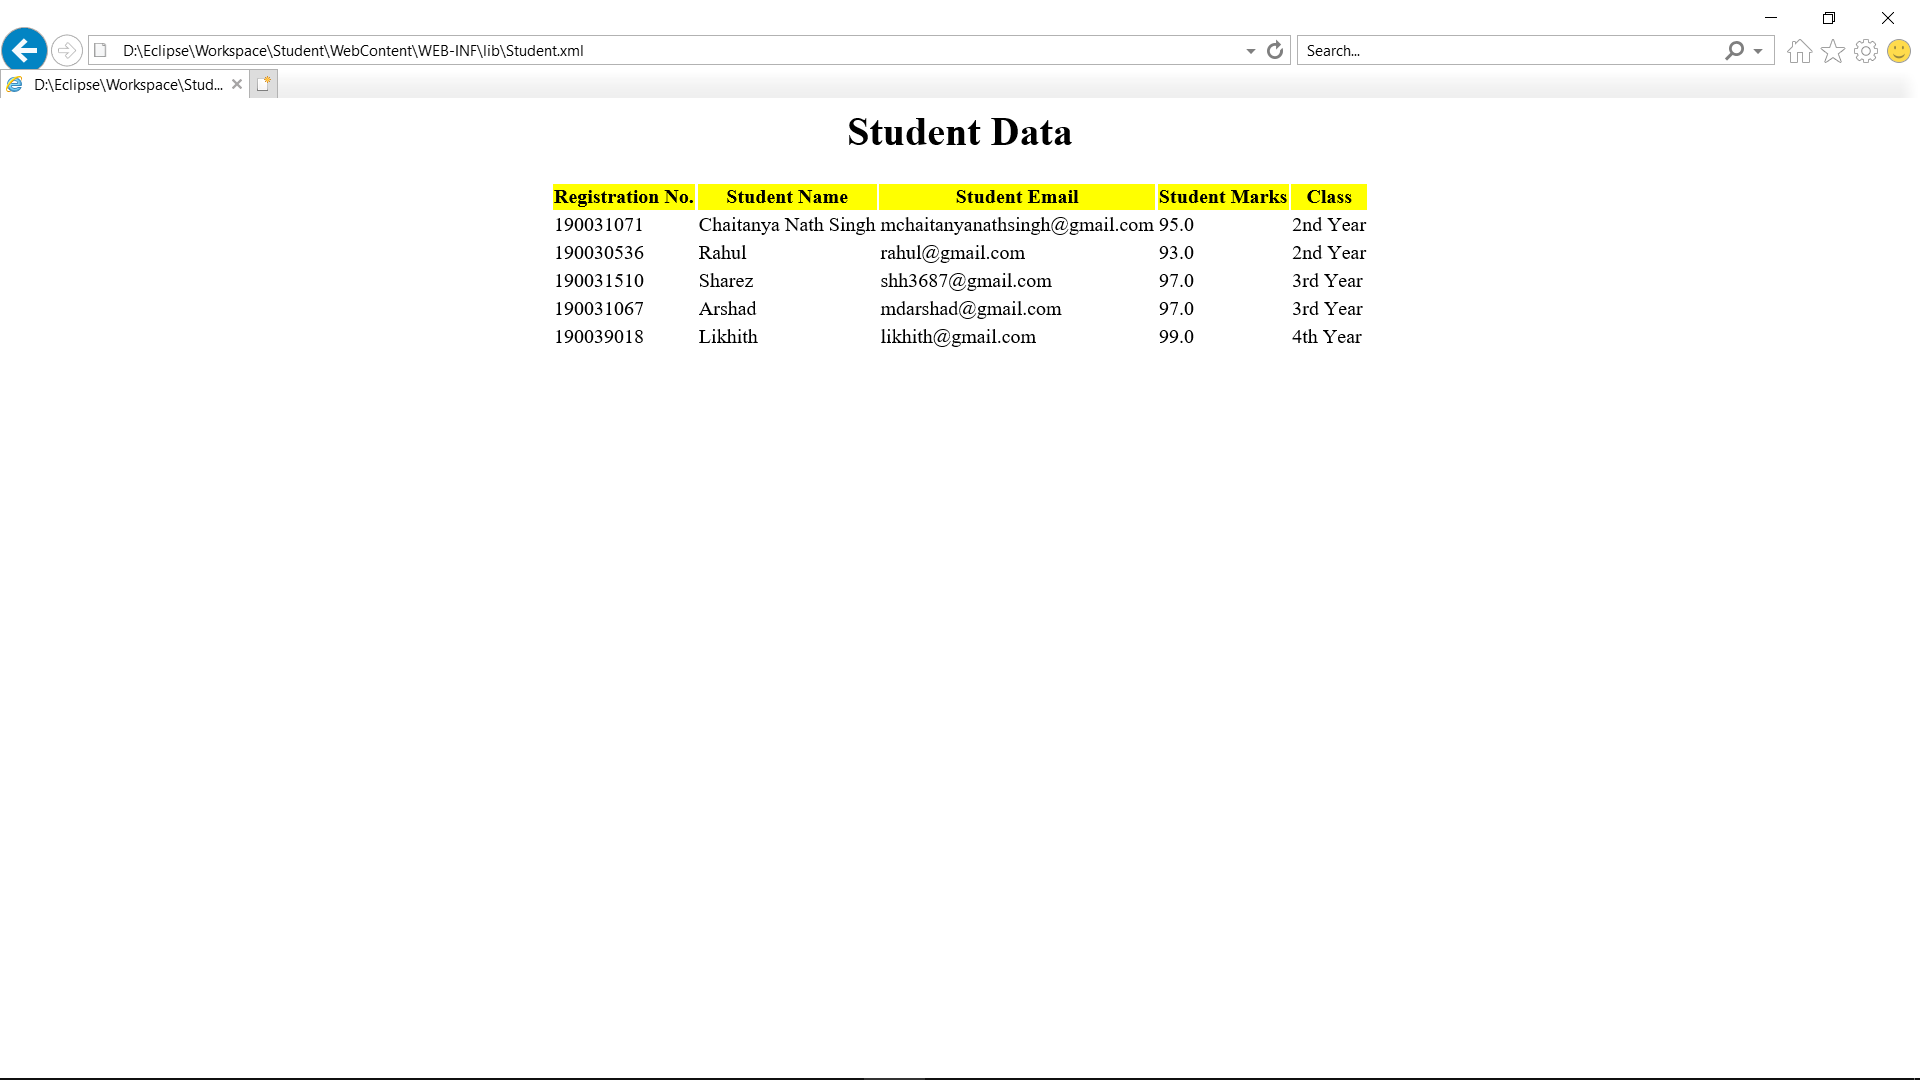 D:\Eclipse\Workspace\Student\WebContent\WEB-INF\lib\Student.xml
Search...
D:\Eclipse\Workspace\Stud...
Student Data
Registration No. Student Name Student Email Student Marks Class
190031071 Chaitanya Nath Singh mchaitanyanathsingh@gmail.com 95.0 2nd Year
190030536 Rahul rahul@gmail.com 93.0 2nd Year
190031510 Sharez shh3687@gmail.com 97.0 3rd Year
190031067 Arshad mdarshad@gmail.com 97.0 3rd Year
190039018 Likhith likhith@gmail.com 99.0 4th Year